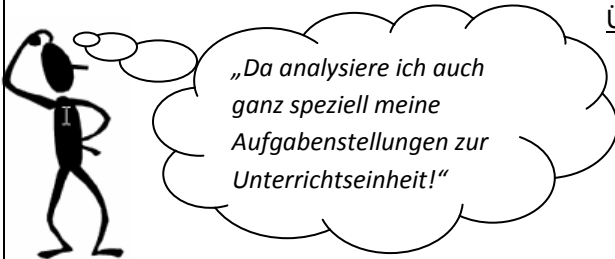 Ü
„Da analysiere ich auch
ganz speziell meine
Aufgabenstellungen zur
Unterrichtseinheit!“